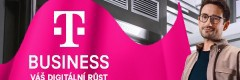 T
BUSINESS
VÁŠ DIGITÁLNÍ RŮST